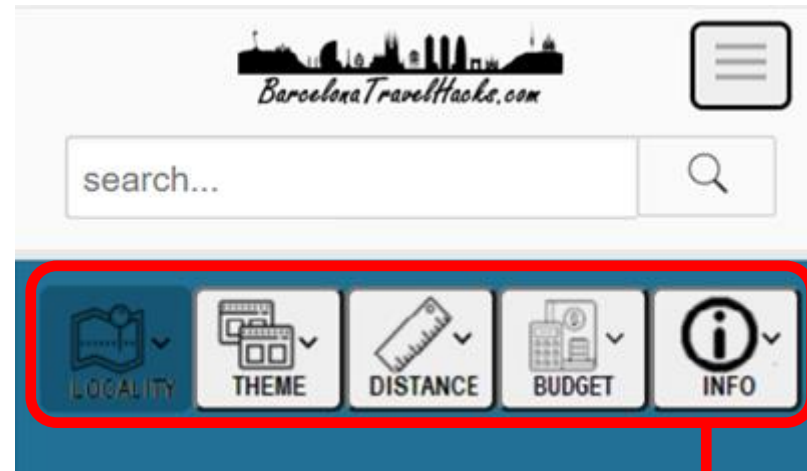 BarcelonaTravelHacks.com
search...
LOCALITY THEME DISTANCE BUDGET INFO